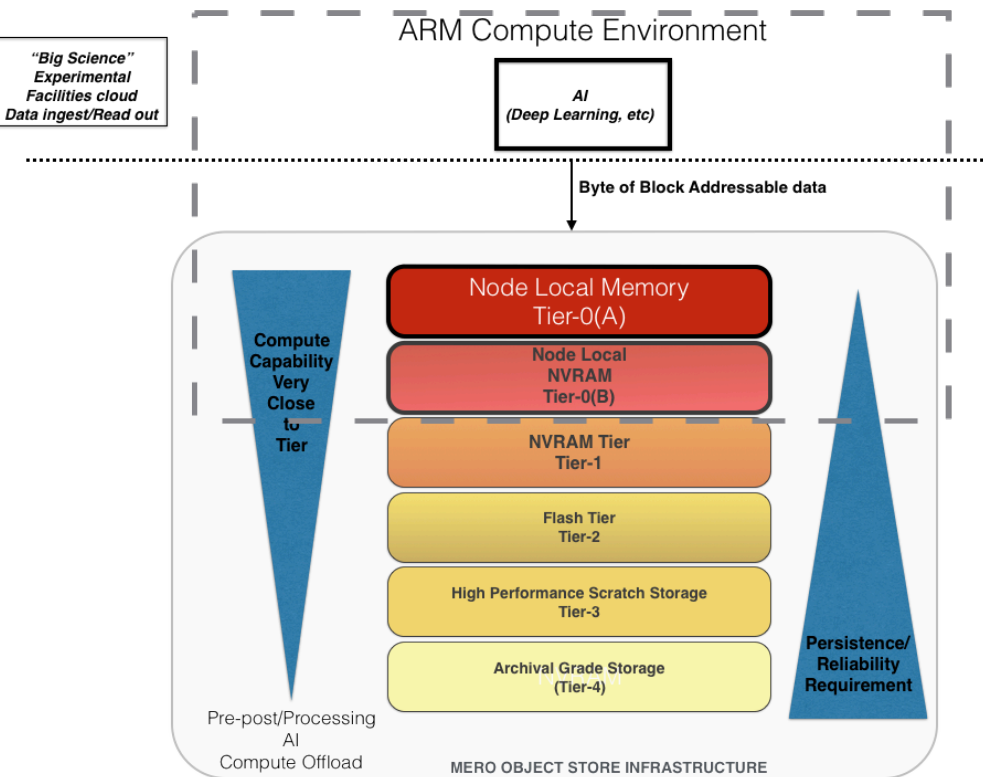 ARM Compute Environment
“Big Science”
Experimental
Facilities cloud
Data ingest/Read out
AI
(Deep Learning, etc)
Byte of Block Addressable data
Node Local Memory
Tier-0(A)
Node Local
NVRAM
Tier-0(B)
NVRAM Tier
Tier-1
Flash Tier
Tier-2
High Performance Scratch Storage
Tier-3
Archival Grade Storage
(Tier-4)
Compute
Capability
Very
Close
to
Tier
Persistence/
Reliability
Requirement
Pre-post/Processing
AI
Compute Offload
MERO OBJECT STORE INFRASTRUCTURE